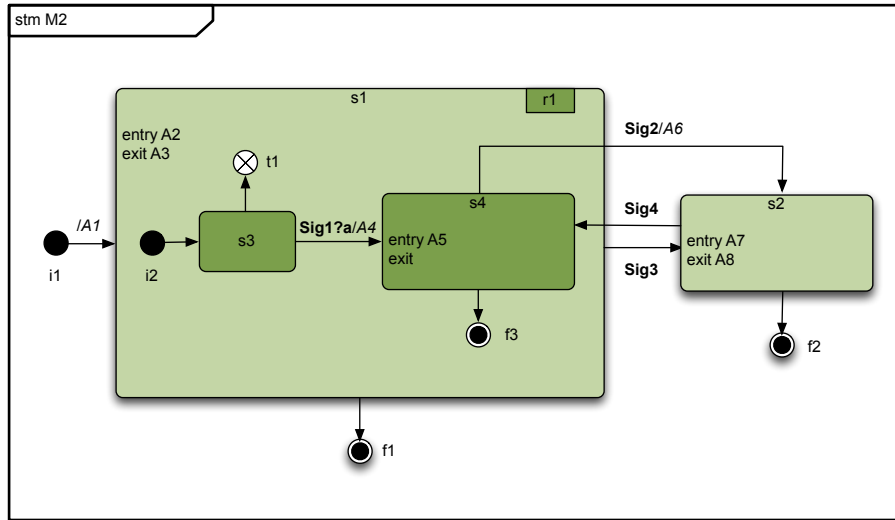 stm M2
s1
r1
entry A2
exit A3
t1
Sig2/A6
s4
s2
Sig1?a/A4
Sig4
/A1
s3
entry A5
exit
entry A7
exit A8
i1
i2
Sig3
f3
f2
f1